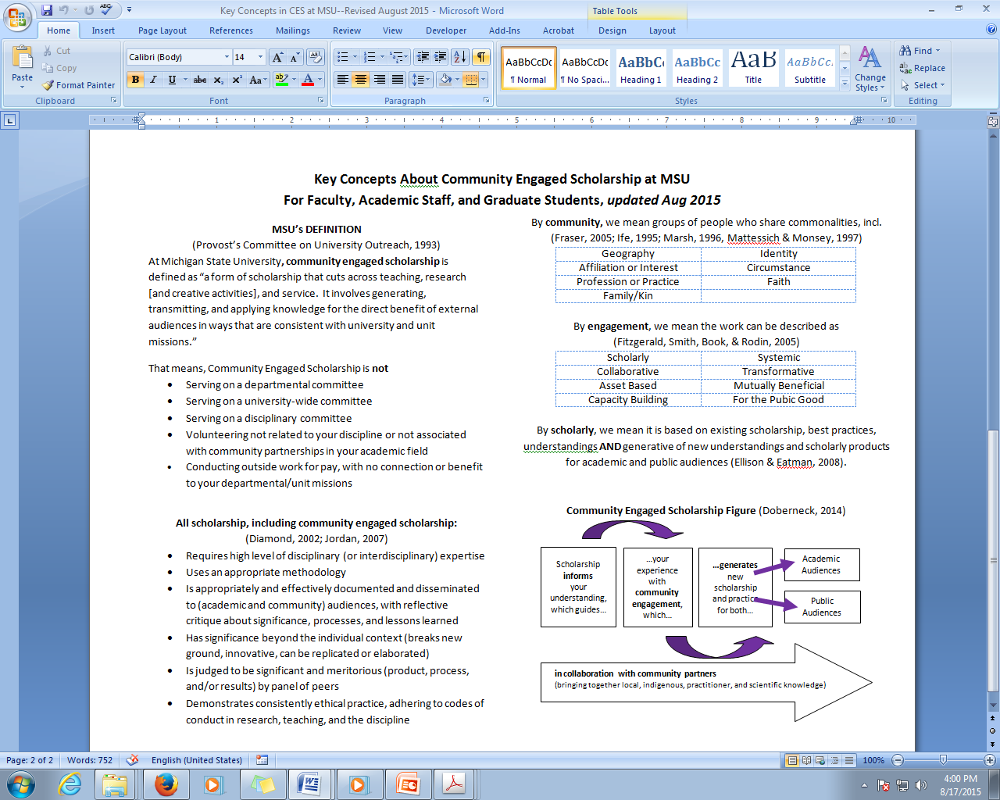 Key Concepts in CES at MSU--Revised August 2015 - Microsoft Word
Table Tools
Home Insert Page Layout References Mailings Review View Developer Add-Ins Acrobat Design Layout
Paste
Cut
Copy
Format Painter
Clipboard
Calibri (Body) 14
B I U abc x₂ x² Aa
Font
Paragraph
AaBbCcDc AaBbCcDc AaBbC AaBbCc AaB AaBbCc.
¶ Normal ¶ No Spaci... Heading 1 Heading 2 Title Subtitle
Change Styles
Styles
Find
Replace
Select
Editing
1 2 3 4 5 6 7 8 9 10
Key Concepts About Community Engaged Scholarship at MSU
For Faculty, Academic Staff, and Graduate Students, updated Aug 2015
MSU's DEFINITION
(Provost's Committee on University Outreach, 1993)
At Michigan State University, community engaged scholarship is
defined as "a form of scholarship that cuts across teaching, research
[and creative activities], and service. It involves generating,
transmitting, and applying knowledge for the direct benefit of external
audiences in ways that are consistent with university and unit
missions."
That means, Community Engaged Scholarship is not
• Serving on a departmental committee
• Serving on a university-wide committee
• Serving on a disciplinary committee
• Volunteering not related to your discipline or not associated
with community partnerships in your academic field
• Conducting outside work for pay, with no connection or benefit
to your departmental/unit missions
All scholarship, including community engaged scholarship:
(Diamond, 2002; Jordan, 2007)
• Requires high level of disciplinary (or interdisciplinary) expertise
• Uses an appropriate methodology
• Is appropriately and effectively documented and disseminated
to (academic and community) audiences, with reflective
critique about significance, processes, and lessons learned
• Has significance beyond the individual context (breaks new
ground, innovative, can be replicated or elaborated)
• Is judged to be significant and meritorious (product, process,
and/or results) by panel of peers
• Demonstrates consistently ethical practice, adhering to codes of
conduct in research, teaching, and the discipline
By community, we mean groups of people who share commonalities, incl.
(Fraser, 2005; Ife, 1995; Marsh, 1996, Mattessich & Monsey, 1997)
Geography Identity
Affiliation or Interest Circumstance
Profession or Practice Faith
Family/Kin
By engagement, we mean the work can be described as
(Fitzgerald, Smith, Book, & Rodin, 2005)
Scholarly Systemic
Collaborative Transformative
Asset Based Mutually Beneficial
Capacity Building For the Pubic Good
By scholarly, we mean it is based on existing scholarship, best practices,
understandings AND generative of new understandings and scholarly products
for academic and public audiences (Ellison & Eatman, 2008).
Community Engaged Scholarship Figure (Doberneck, 2014)
Scholarship
informs
your
understanding,
which guides...
...your
experience
with
community
engagement,
which...
...generates
new
scholarship
and practice
for both...
Academic
Audiences
Public
Audiences
in collaboration with community partners
(bringing together local, indigenous, practitioner, and scientific knowledge)
Page: 2 of 2 Words: 752 English (United States) 100%
4:00 PM
8/17/2015